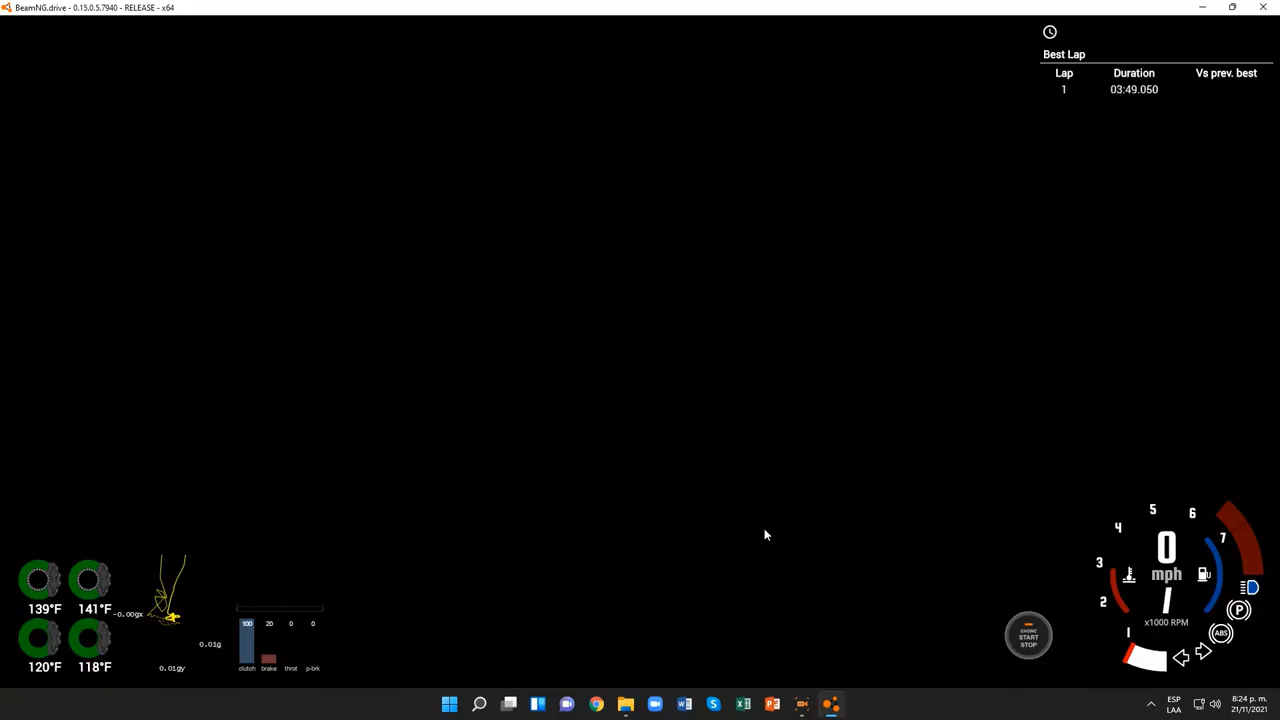 BeamNG.drive - 0.15.0.5.7940 - RELEASE - x64
Best Lap
Lap Duration Vs prev. best
1 03:49.050
139°F 141°F
120°F 118°F
-0.00gx
0.01g
0.01gy
100 20 0 0
clutch brake throt p-brk
ENGINE
START
STOP
1 2 3 4 5 6 7
0
mph
1
x1000 RPM
P
ABS
ESP
LAA
8:24 p. m.
21/11/2021